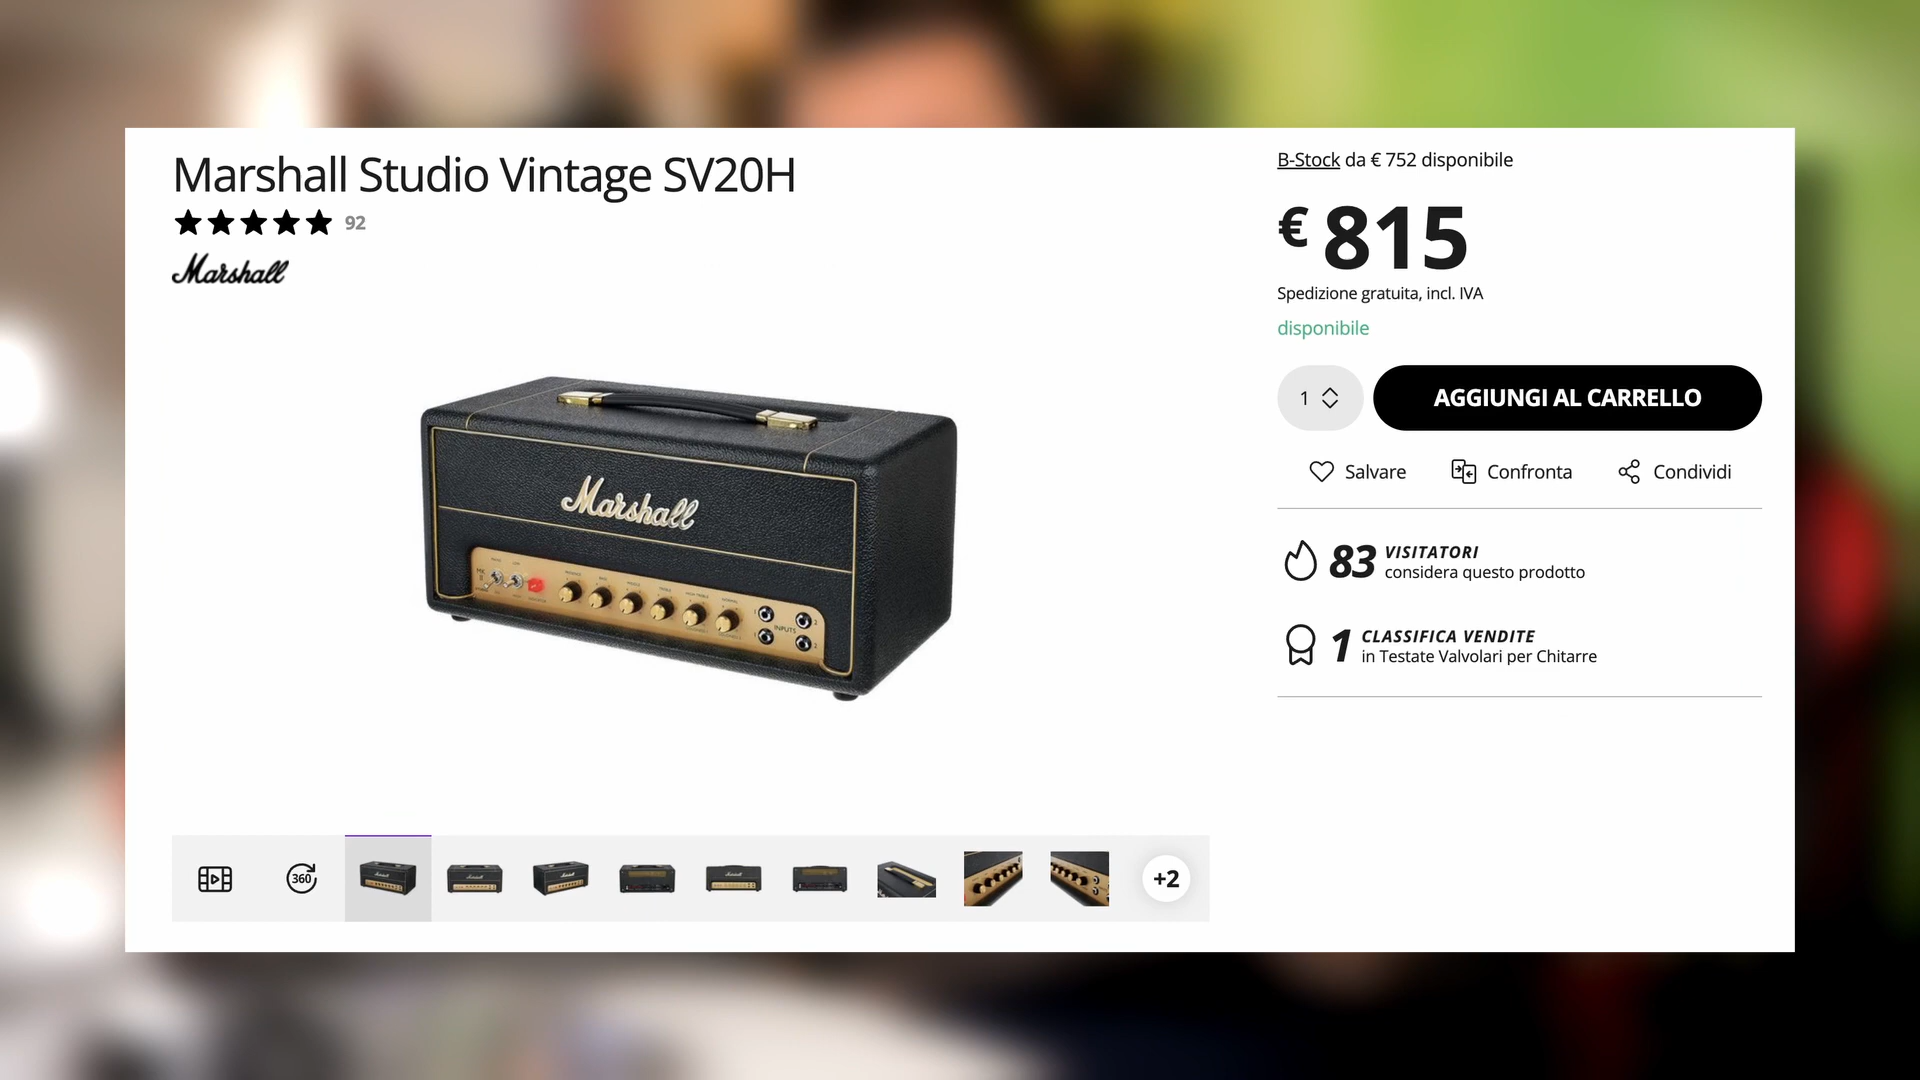 Marshall Studio Vintage SV20H
92
Marshall
B-Stock da € 752 disponibile
€ 815
Spedizione gratuita, incl. IVA
disponibile
1
AGGIUNGI AL CARRELLO
Salvare
Confronta
Condividi
83 VISITATORI
considera questo prodotto
1 CLASSIFICA VENDITE
in Testate Valvolari per Chitarre
Marshall
INPUTS
360
+2